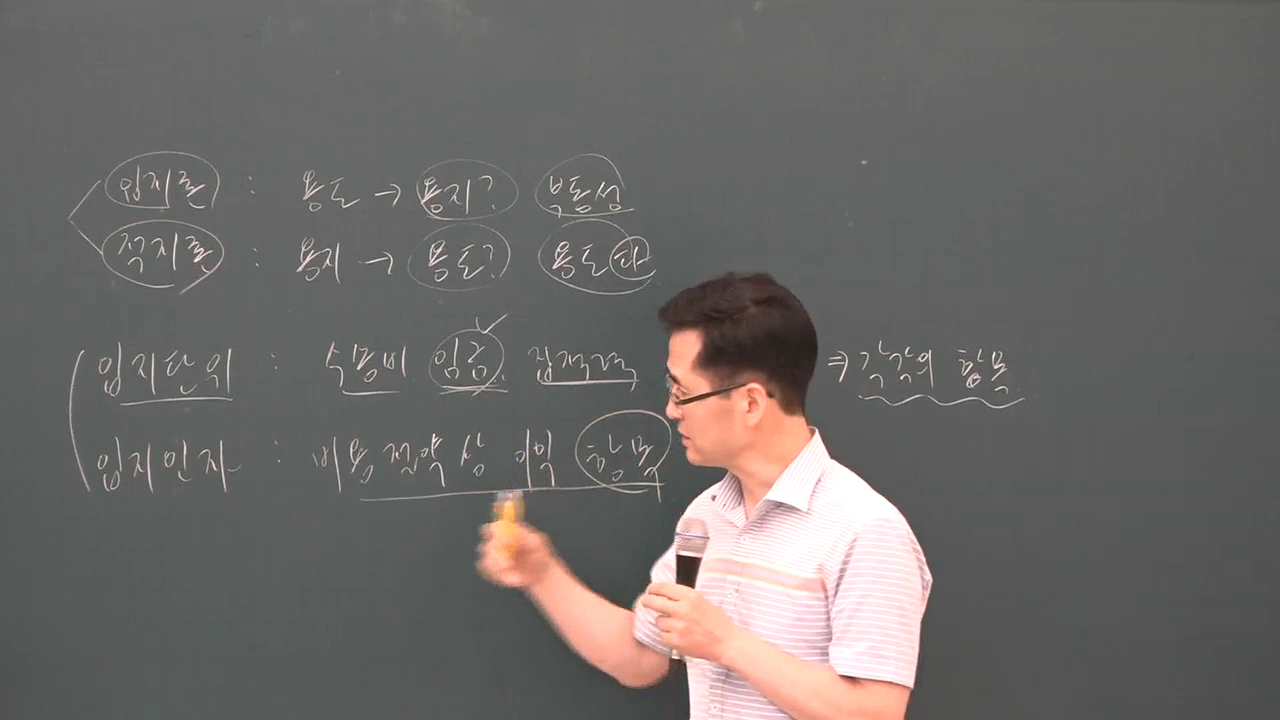 입지론 : 용도 → 용지? 부동성
적지론 : 용지 → 용도? 용도다
입지단위 : 수송비 임금 집적력 ⇒ 각각의 항목
입지인자 : 비용절약상 이익 항목